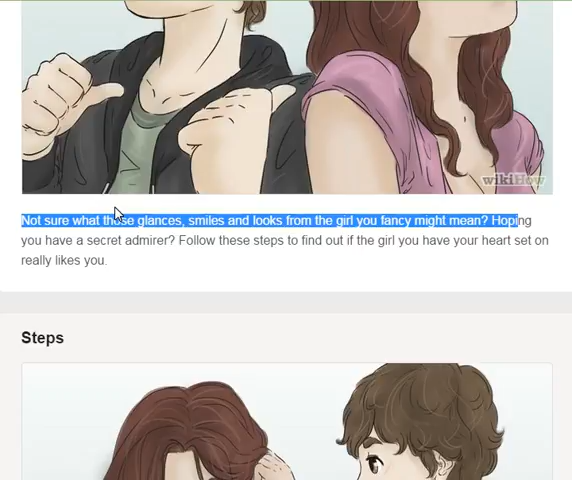 wikiHow
Not sure what those glances, smiles and looks from the girl you fancy might mean? Hoping
you have a secret admirer? Follow these steps to find out if the girl you have your heart set on
really likes you.
Steps